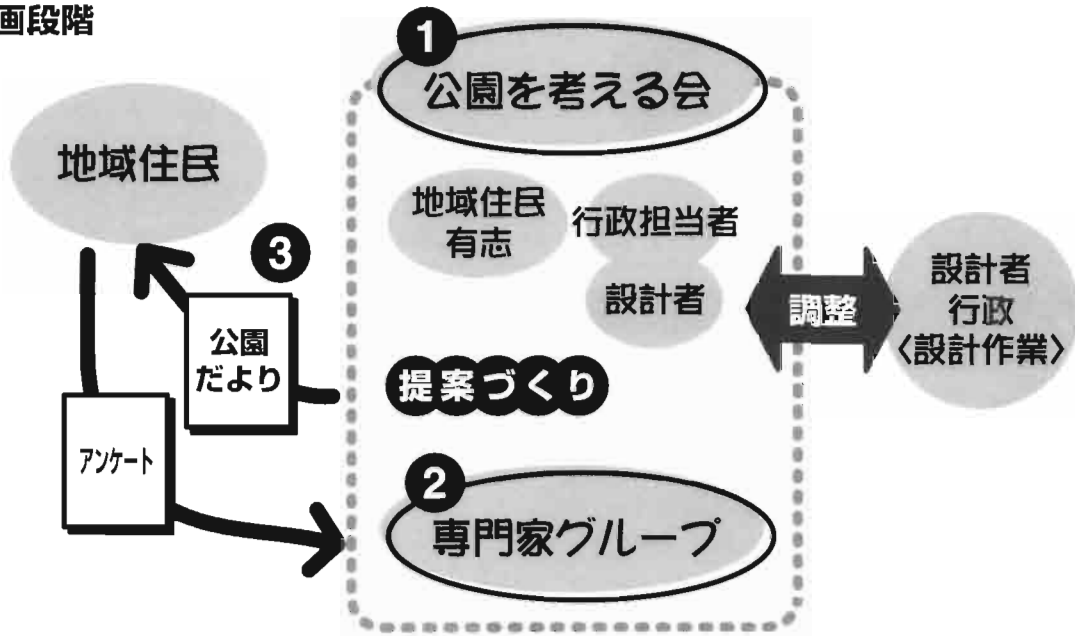 画段階
1
公園を考える会
地域住民
地域住民
有志
行政担当者
設計者
3
公園
だより
アンケート
提案づくり
調整
設計者
行政
〈設計作業〉
2
専門家グループ